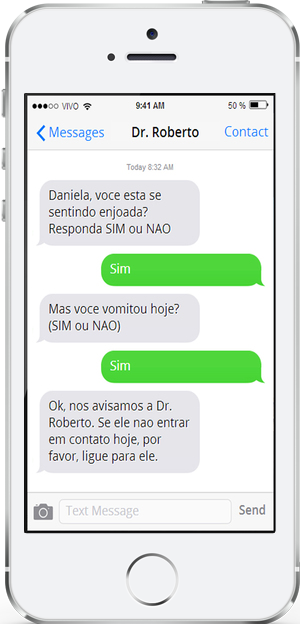 VIVO 9:41 AM 50 %
Messages Dr. Roberto Contact
Today 8:32 AM
Daniela, voce esta se
sentindo enjoada?
Responda SIM ou NAO
Sim
Mas voce vomitou hoje?
(SIM ou NAO)
Sim
Ok, nos avisamos a Dr.
Roberto. Se ele nao entrar
em contato hoje, por
favor, ligue para ele.
Text Message Send